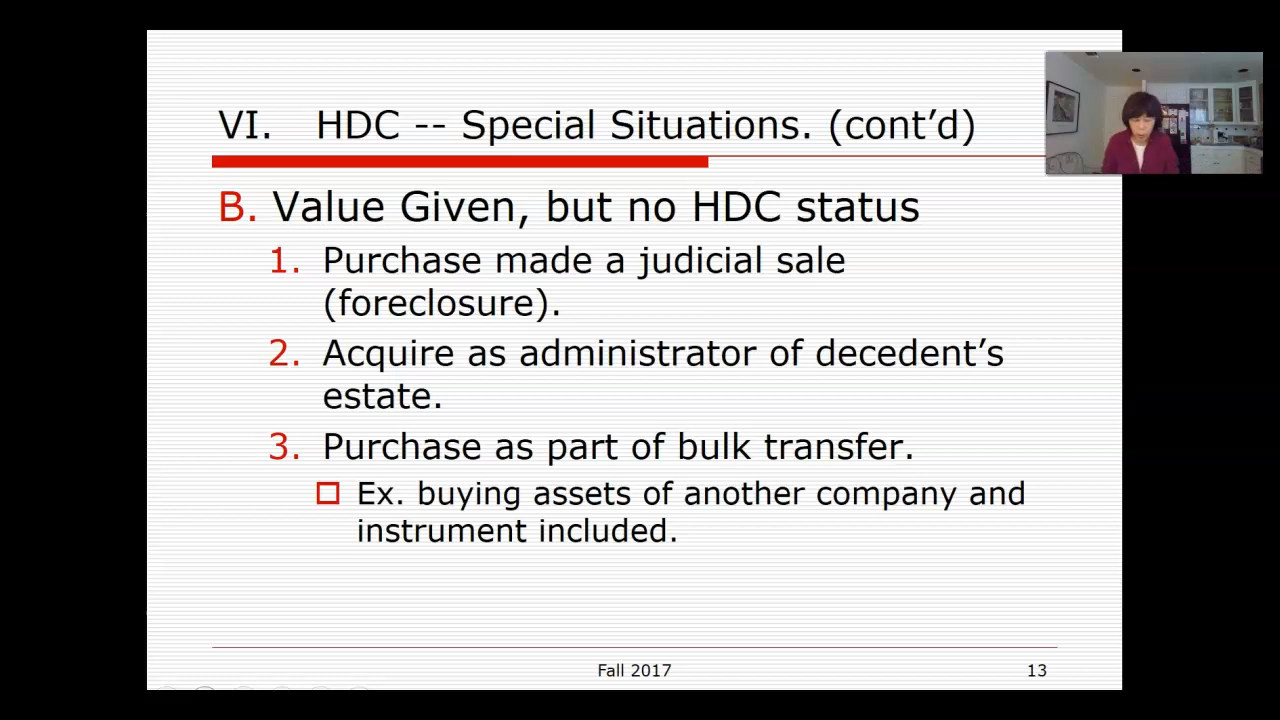 VI. HDC -- Special Situations. (cont’d)
B. Value Given, but no HDC status
1. Purchase made a judicial sale
(foreclosure).
2. Acquire as administrator of decedent’s
estate.
3. Purchase as part of bulk transfer.
Ex. buying assets of another company and
instrument included.
Fall 2017
13